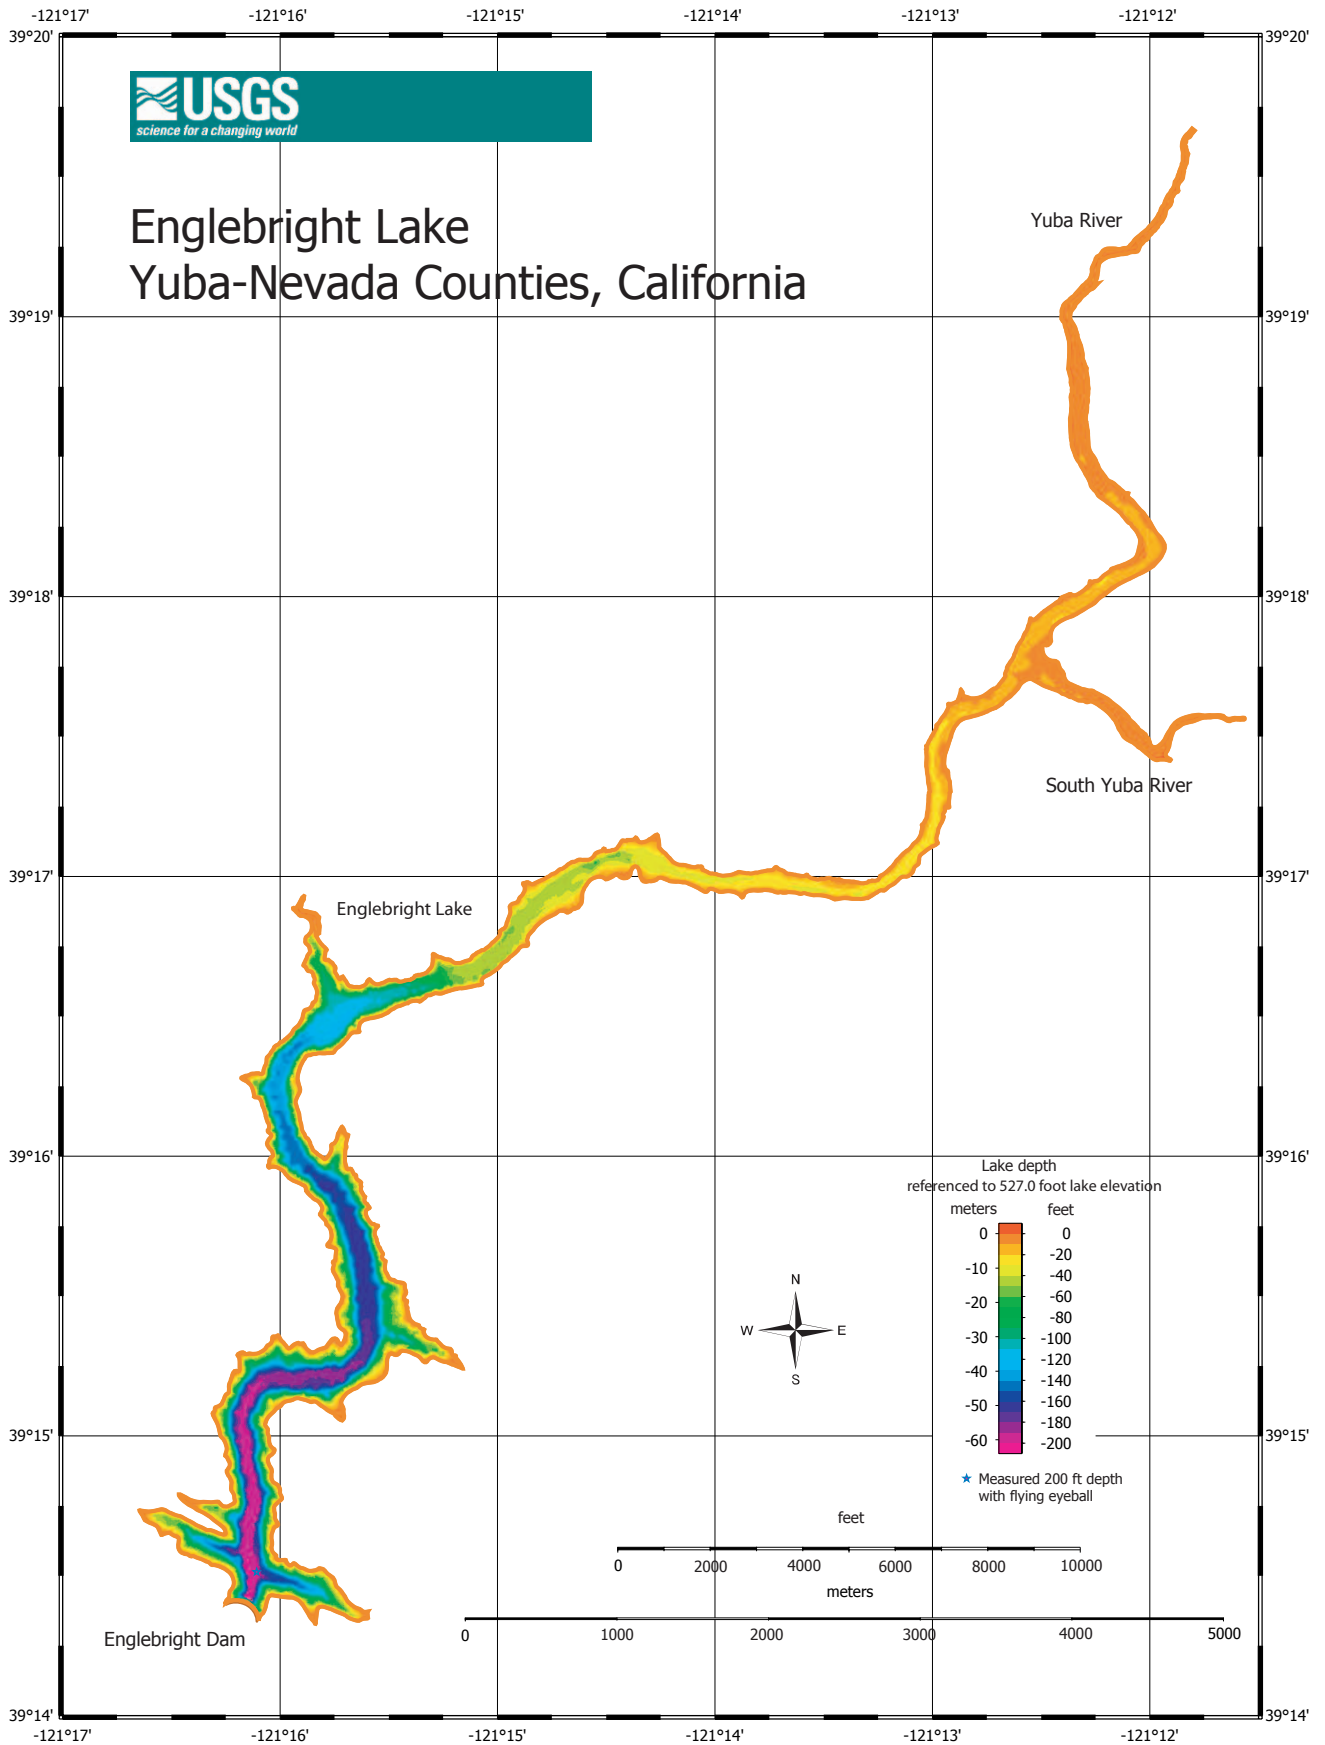 -121°17' -121°16' -121°15' -121°14' -121°13' -121°12'
39°20' 39°20'
USGS
science for a changing world
Englebright Lake
Yuba-Nevada Counties, California
Yuba River
39°19' 39°19'
39°18' 39°18'
South Yuba River
39°17' 39°17'
Englebright Lake
39°16' 39°16'
Lake depth
referenced to 527.0 foot lake elevation
meters feet
0 0
-20
-10 -40
-20 -60
-80
-30 -100
-120
-40 -140
-50 -160
-180
-60 -200
N
W E
S
39°15' 39°15'
Measured 200 ft depth
with flying eyeball
feet
0 2000 4000 6000 8000 10000
meters
0 1000 2000 3000 4000 5000
Englebright Dam
39°14' 39°14'
-121°17' -121°16' -121°15' -121°14' -121°13' -121°12'